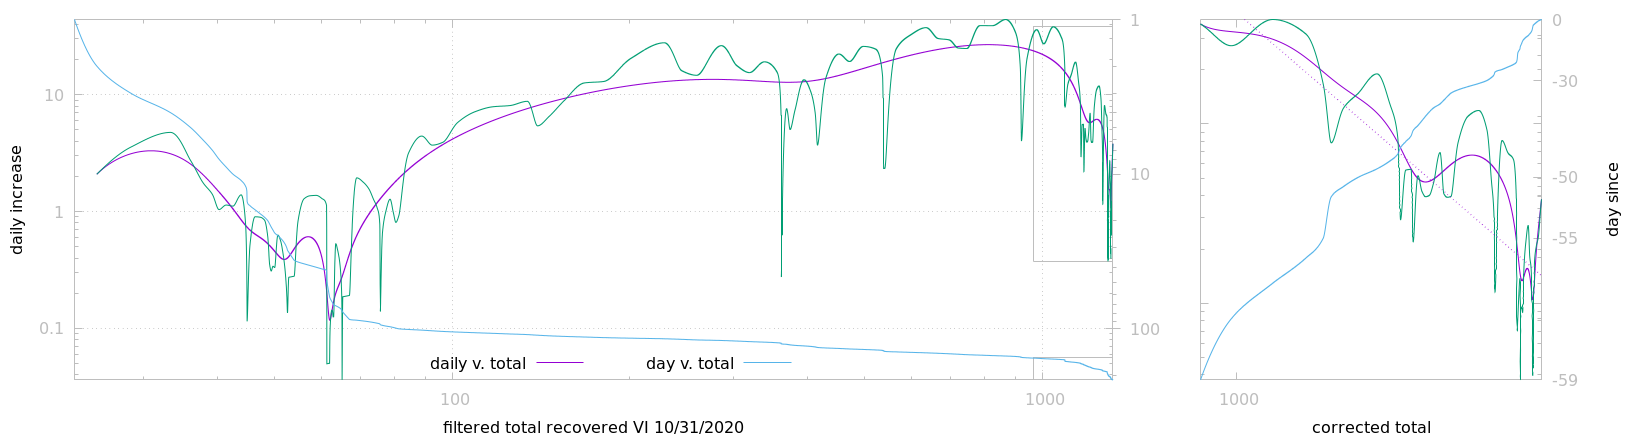 daily increase
10
1
0.1
100
1000
1
10
100
daily v. total
day v. total
filtered total recovered VI 10/31/2020
0
-30
-50
-55
-59
1000
day since
corrected total